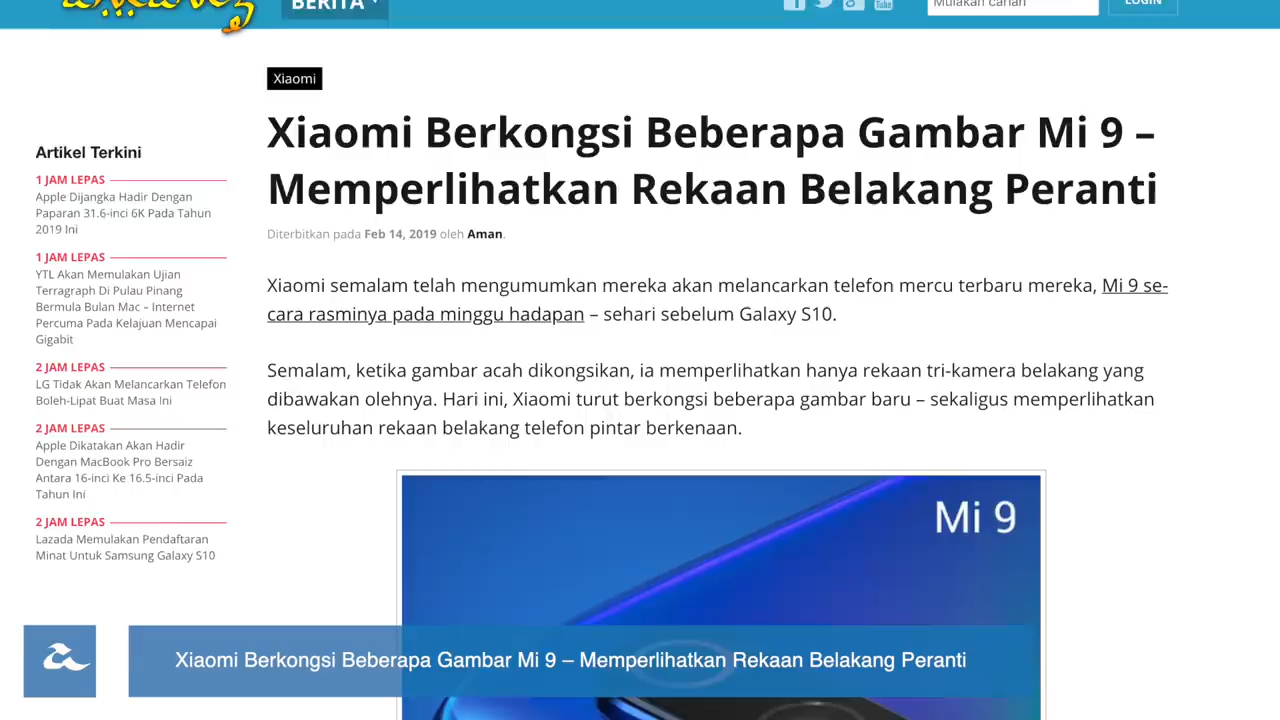 BERITA
Mulakan carian
LOGIN
Xiaomi
Xiaomi Berkongsi Beberapa Gambar Mi 9 –
Memperlihatkan Rekaan Belakang Peranti
Diterbitkan pada Feb 14, 2019 oleh Aman.
Xiaomi semalam telah mengumumkan mereka akan melancarkan telefon mercu terbaru mereka, Mi 9 se-
cara rasminya pada minggu hadapan – sehari sebelum Galaxy S10.
Semalam, ketika gambar acah dikongsikan, ia memperlihatkan hanya rekaan tri-kamera belakang yang
dibawakan olehnya. Hari ini, Xiaomi turut berkongsi beberapa gambar baru – sekaligus memperlihatkan
keseluruhan rekaan belakang telefon pintar berkenaan.
Mi 9
Artikel Terkini
1 JAM LEPAS
Apple Dijangka Hadir Dengan
Paparan 31.6-inci 6K Pada Tahun
2019 Ini
1 JAM LEPAS
YTL Akan Memulakan Ujian
Terragraph Di Pulau Pinang
Bermula Bulan Mac – Internet
Percuma Pada Kelajuan Mencapai
Gigabit
2 JAM LEPAS
LG Tidak Akan Melancarkan Telefon
Boleh-Lipat Buat Masa Ini
2 JAM LEPAS
Apple Dikatakan Akan Hadir
Dengan MacBook Pro Bersaiz
Antara 16-inci Ke 16.5-inci Pada
Tahun Ini
2 JAM LEPAS
Lazada Memulakan Pendaftaran
Minat Untuk Samsung Galaxy S10
Xiaomi Berkongsi Beberapa Gambar Mi 9 – Memperlihatkan Rekaan Belakang Peranti